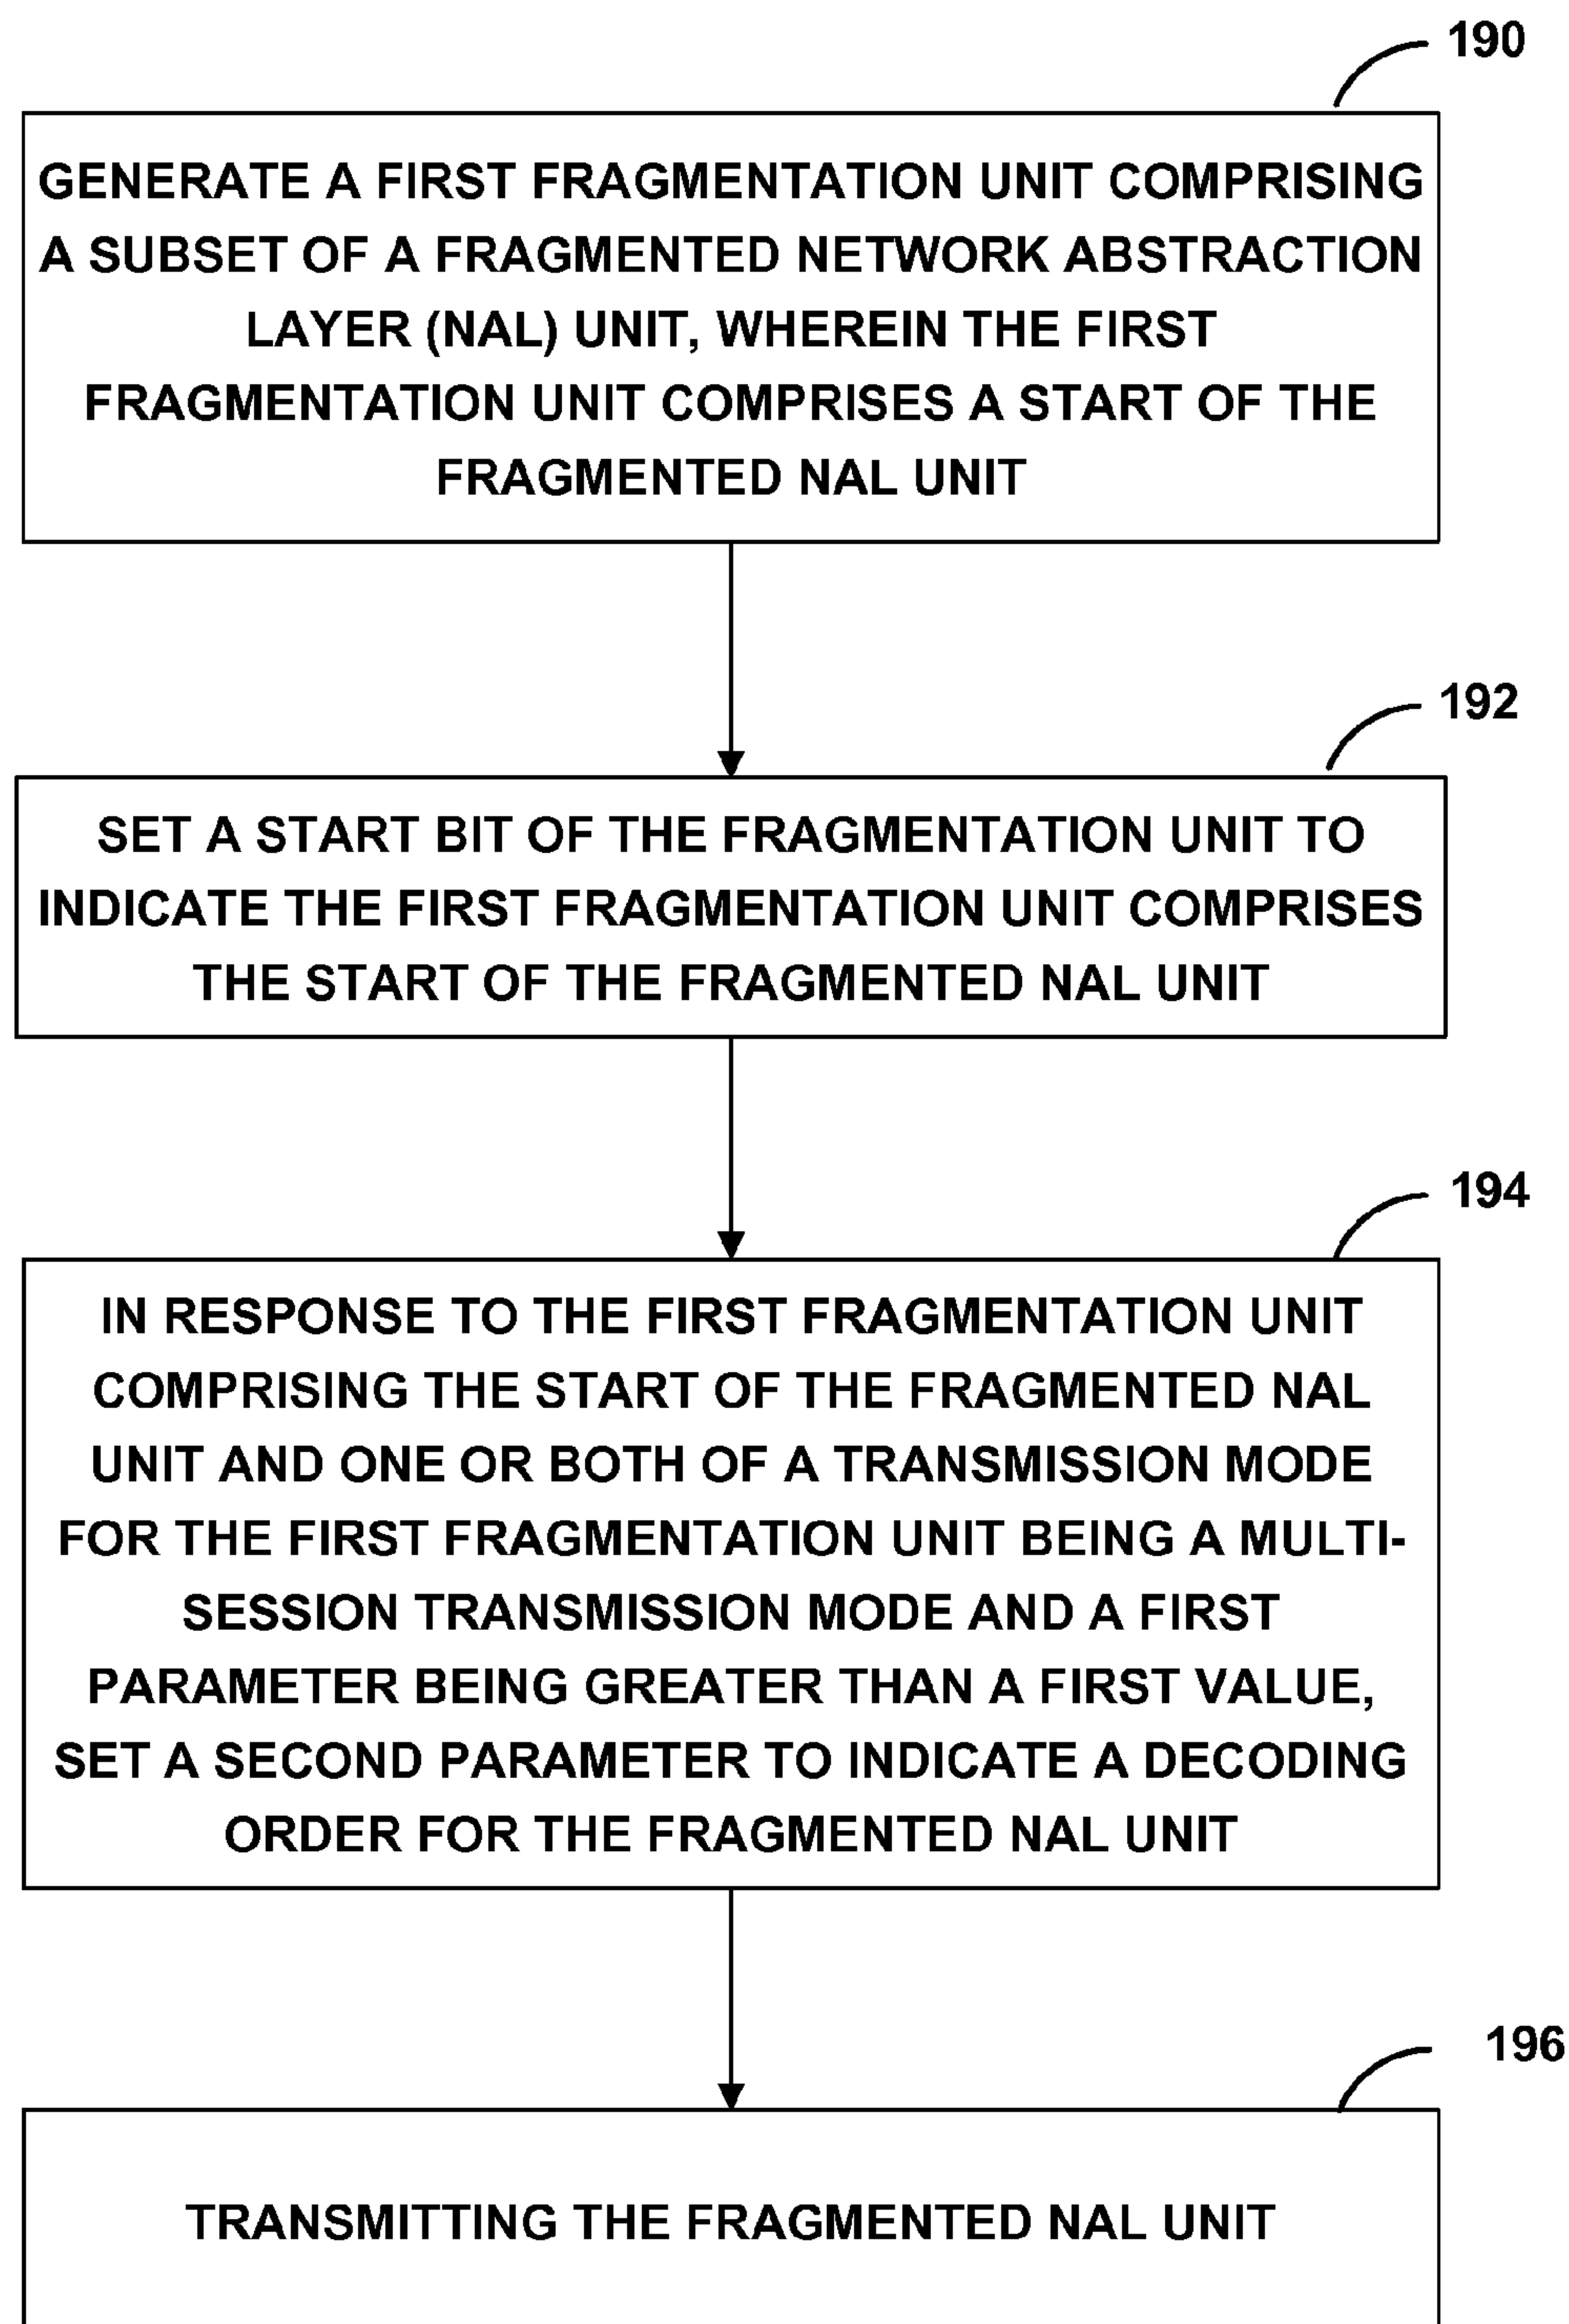 190
GENERATE A FIRST FRAGMENTATION UNIT COMPRISING
A SUBSET OF A FRAGMENTED NETWORK ABSTRACTION
LAYER (NAL) UNIT, WHEREIN THE FIRST
FRAGMENTATION UNIT COMPRISES A START OF THE
FRAGMENTED NAL UNIT
192
SET A START BIT OF THE FRAGMENTATION UNIT TO
INDICATE THE FIRST FRAGMENTATION UNIT COMPRISES
THE START OF THE FRAGMENTED NAL UNIT
194
IN RESPONSE TO THE FIRST FRAGMENTATION UNIT
COMPRISING THE START OF THE FRAGMENTED NAL
UNIT AND ONE OR BOTH OF A TRANSMISSION MODE
FOR THE FIRST FRAGMENTATION UNIT BEING A MULTI-
SESSION TRANSMISSION MODE AND A FIRST
PARAMETER BEING GREATER THAN A FIRST VALUE,
SET A SECOND PARAMETER TO INDICATE A DECODING
ORDER FOR THE FRAGMENTED NAL UNIT
196
TRANSMITTING THE FRAGMENTED NAL UNIT